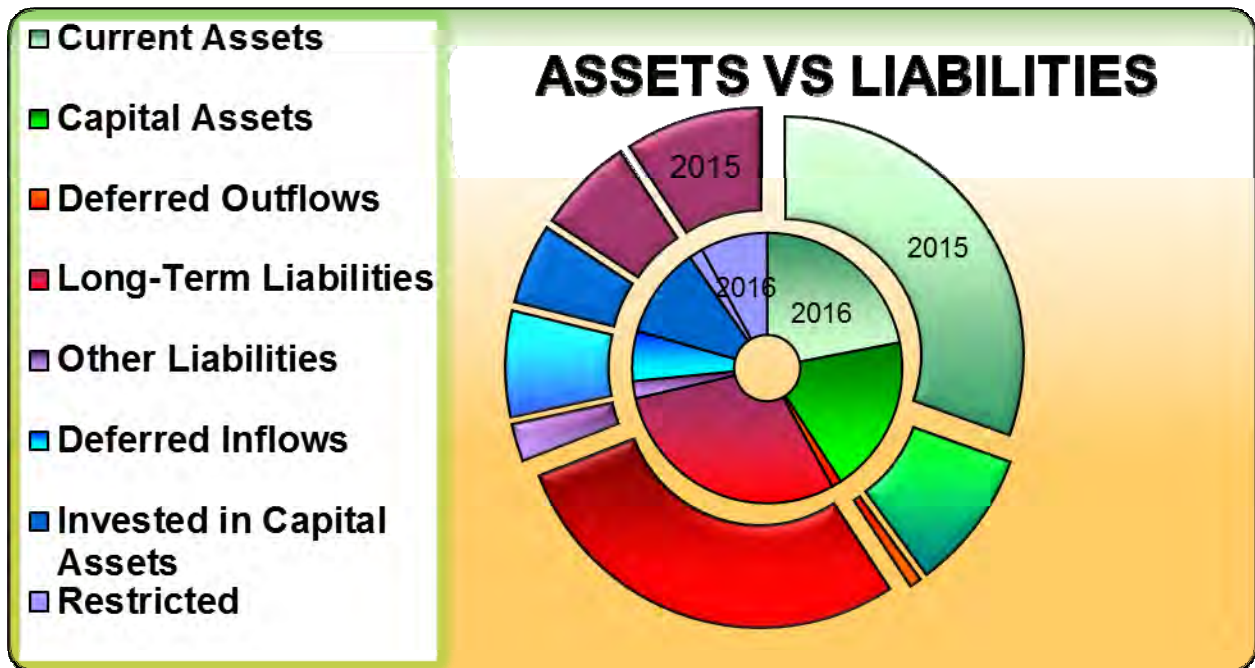 Current Assets
Capital Assets
Deferred Outflows
Long-Term Liabilities
Other Liabilities
Deferred Inflows
Invested in Capital
Assets
Restricted
ASSETS VS LIABILITIES
2015
2015
2016
2016